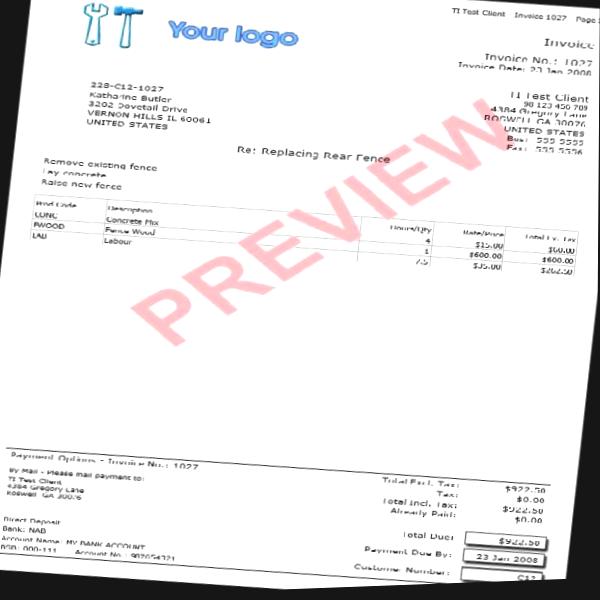 TI Test Client Invoice 1027 Page
Your logo
Invoice
Invoice No.: 1027
Invoice Date: 23 Jan 2008
228-C12-1027
Katharine Butler
3202 Dovetail Drive
VERNON HILLS IL 60061
UNITED STATES
TI Test Client
98 123 456 789
4384 Gregory Lane
ROSWELL GA 30076
UNITED STATES
Bus: 555 5555
Fax: 555 5556
Re: Replacing Rear Fence
Remove existing fence
Lay concrete
Raise new fence
Prod Code Description Hours/Qty Rate/Price Total Ex. Tax
CONC Concrete Mix 4 $15.00 $60.00
FWOOD Fence Wood 1 $600.00 $600.00
LAB Labour 7.5 $35.00 $262.50
PREVIEW
Payment Options - Invoice No.: 1027
By Mail - Please mail payment to:
TI Test Client
4384 Gregory Lane
Roswell GA 30076
Direct Deposit
Bank: NAB
Account Name: MY BANK ACCOUNT
BSB: 000-111 Account No.: 987654321
Total Excl. Tax: $922.50
Tax: $0.00
Total Incl. Tax: $922.50
Already Paid: $0.00
Total Due: $922.50
Payment Due By: 23 Jan 2008
Customer Number: C12